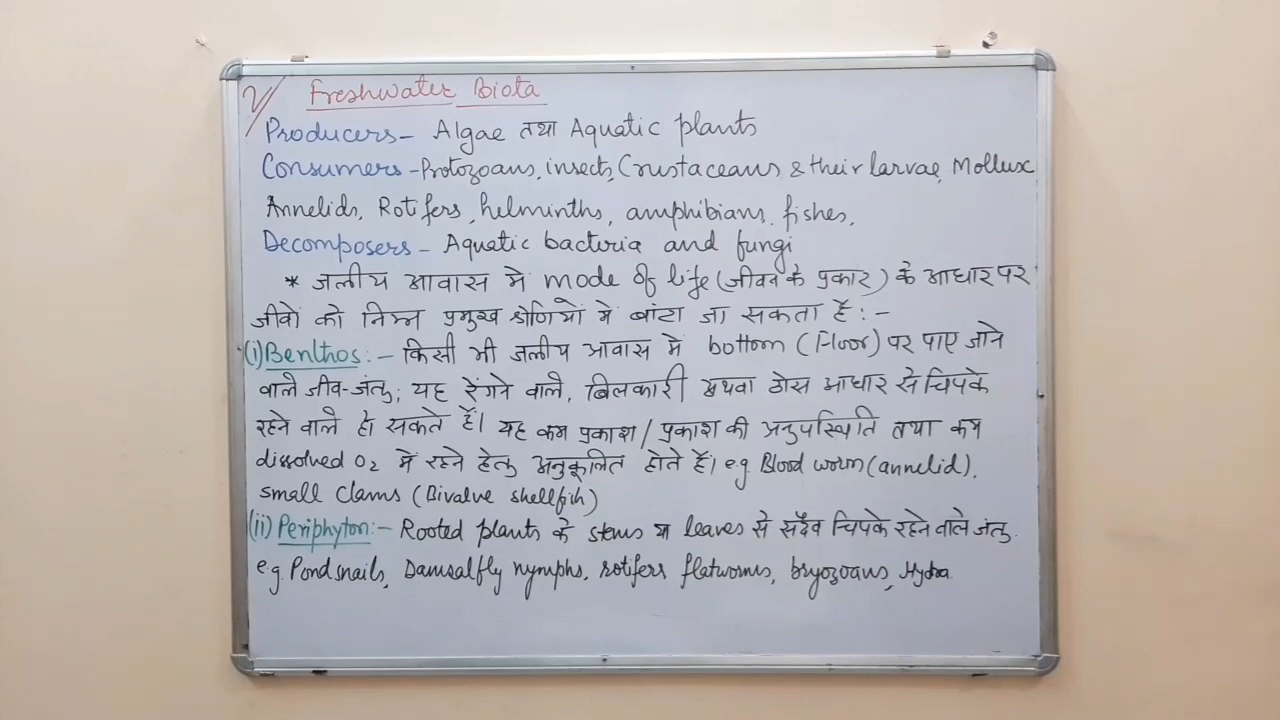 Freshwater Biota
Producers - Algae तथा Aquatic plants
Consumers - Protozoans, insects, Crustaceans & their larvae, Mollusc
Annelids, Rotifers, helminths, amphibians, fishes,
Decomposers - Aquatic bacteria and fungi
* जलीय आवास में mode of life (जीवन के प्रकार) के आधार पर
जीवों को निम्न प्रमुख श्रेणियों में बांटा जा सकता है :-
(i) Benthos :- किसी भी जलीय आवास में bottom (Floor) पर पाए जाने
वाले जीव-जंतु; यह रेंगने वाले, बिलकारी अथवा ठोस आधार से चिपके
रहने वाले हो सकते हैं। यह कम प्रकाश / प्रकाश की अनुपस्थिति तथा कम
dissolved O2 में रहने हेतु अनुकूलित होते हैं। e.g. Blood worm (annelid),
small clams (Bivalve shellfish)
(ii) Periphyton :- Rooted plants के stems या leaves से सदैव चिपके रहने वाले जंतु.
e.g. Pond snails, Damsalfly nymphs, rotifers flatworms, bryozoans, Hydra